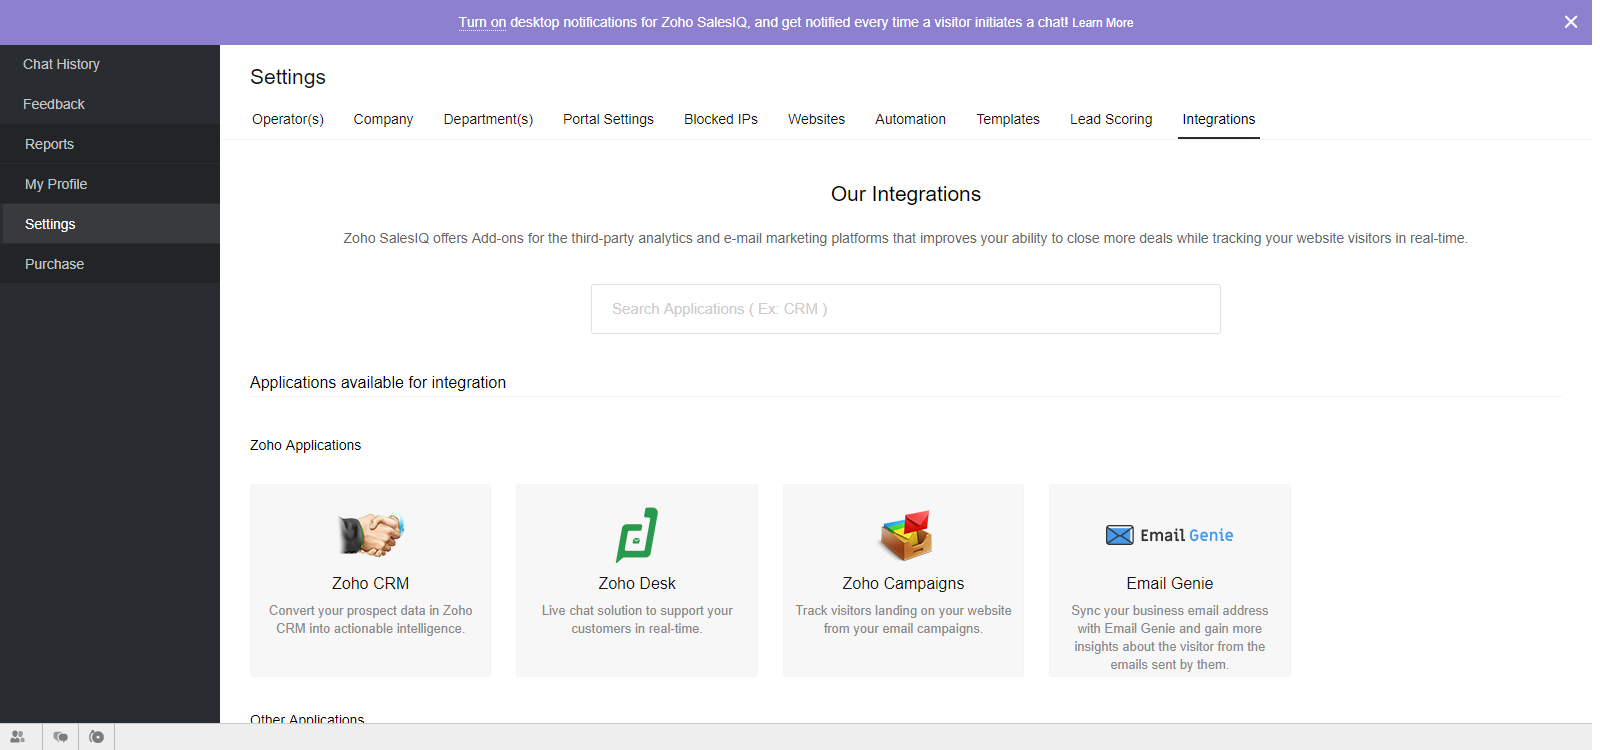 Turn on desktop notifications for Zoho SalesIQ, and get notified every time a visitor initiates a chat! Learn More
Chat History
Feedback
Reports
My Profile
Settings
Purchase
Settings
Operator(s) Company Department(s) Portal Settings Blocked IPs Websites Automation Templates Lead Scoring Integrations
Our Integrations
Zoho SalesIQ offers Add-ons for the third-party analytics and e-mail marketing platforms that improves your ability to close more deals while tracking your website visitors in real-time.
Search Applications ( Ex: CRM )
Applications available for integration
Zoho Applications
Zoho CRM
Convert your prospect data in Zoho
CRM into actionable intelligence.
Zoho Desk
Live chat solution to support your
customers in real-time.
Zoho Campaigns
Track visitors landing on your website
from your email campaigns.
Email Genie
Email Genie
Sync your business email address
with Email Genie and gain more
insights about the visitor from the
emails sent by them.
Other Applications